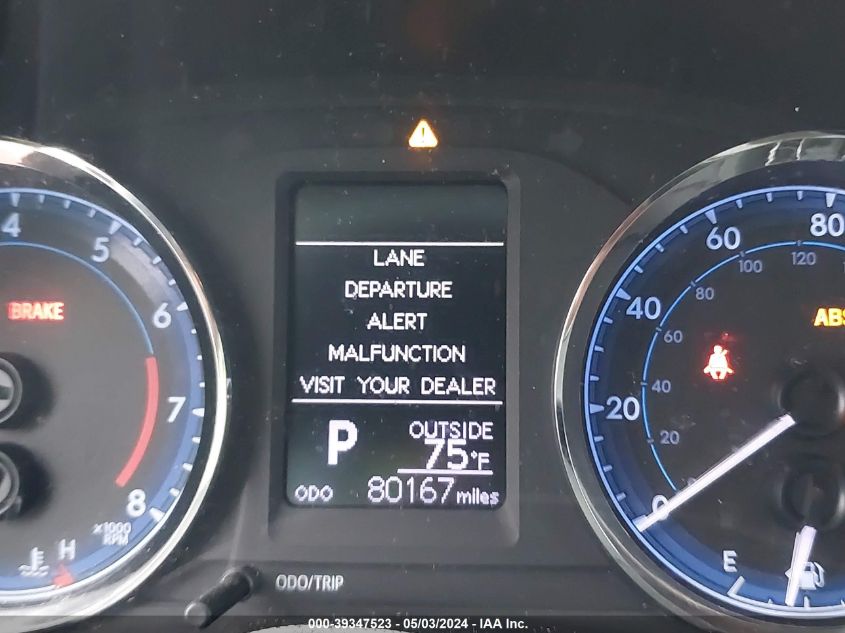 LANE
DEPARTURE
ALERT
MALFUNCTION
VISIT YOUR DEALER
P
OUTSIDE
75°F
ODO 80167 miles
4
5
6
7
8
x1000
RPM
BRAKE
H
ODO/TRIP
0
20
40
60
80
20
40
60
80
100
120
ABS
E
000-39347523 - 05/03/2024 - IAA Inc.